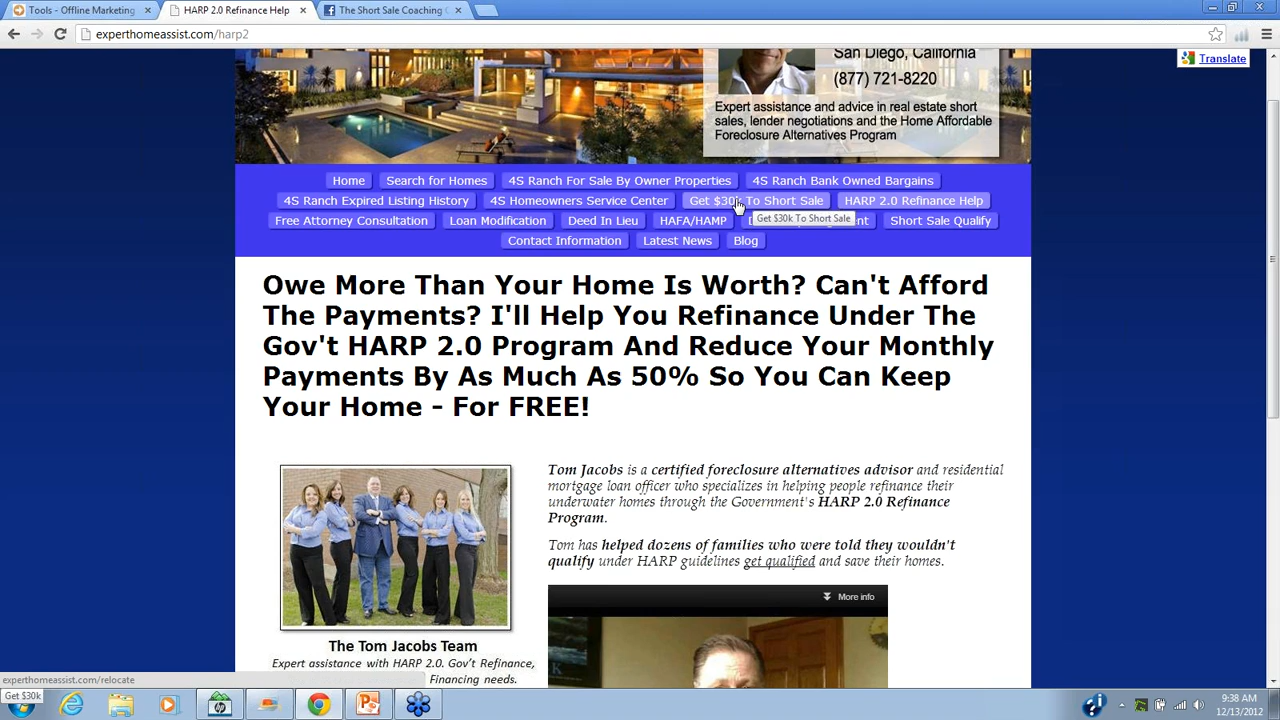 Tools - Offline Marketing
HARP 2.0 Refinance Help
The Short Sale Coaching
experthomeassist.com/harp2
Translate
San Diego, California
(877) 721-8220
Expert assistance and advice in real estate short
sales, lender negotiations and the Home Affordable
Foreclosure Alternatives Program
Home Search for Homes 4S Ranch For Sale By Owner Properties 4S Ranch Bank Owned Bargains
4S Ranch Expired Listing History 4S Homeowners Service Center Get $30k To Short Sale HARP 2.0 Refinance Help
Get $30k To Short Sale
Free Attorney Consultation Loan Modification Deed In Lieu HAFA/HAMP Short Sale Qualify
Contact Information Latest News Blog
Owe More Than Your Home Is Worth? Can't Afford
The Payments? I'll Help You Refinance Under The
Gov't HARP 2.0 Program And Reduce Your Monthly
Payments By As Much As 50% So You Can Keep
Your Home - For FREE!
Tom Jacobs is a certified foreclosure alternatives advisor and residential
mortgage loan officer who specializes in helping people refinance their
underwater homes through the Government's HARP 2.0 Refinance
Program.
Tom has helped dozens of families who were told they wouldn't
qualify under HARP guidelines get qualified and save their homes.
More info
The Tom Jacobs Team
Expert assistance with HARP 2.0. Gov't Refinance,
Financing needs.
experthomeassist.com/relocate
Get $30k
9:38 AM
12/13/2012